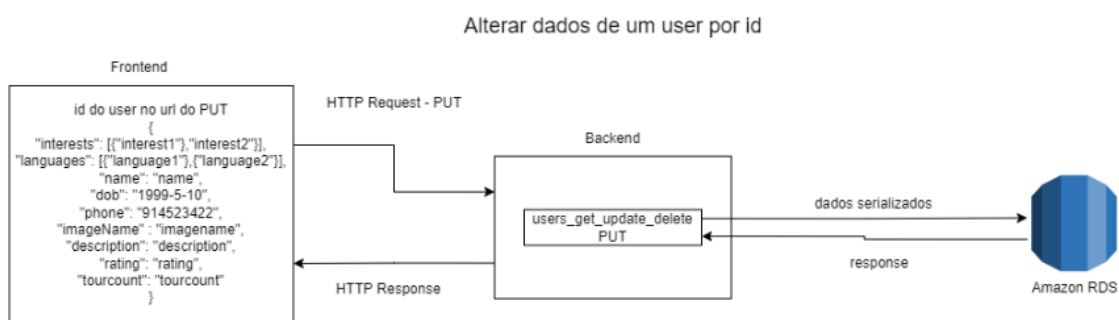 Alterar dados de um user por id
Frontend
id do user no url do PUT
{
"interests": [{"interest1"},"interest2"}],
"languages": [{"language1"},{"language2"}],
"name": "name",
"dob": "1999-5-10",
"phone": "914523422",
"imageName" : "imagename",
"description": "description",
"rating": "rating",
"tourcount": "tourcount"
}
HTTP Request - PUT
HTTP Response
Backend
users_get_update_delete
PUT
dados serializados
response
Amazon RDS